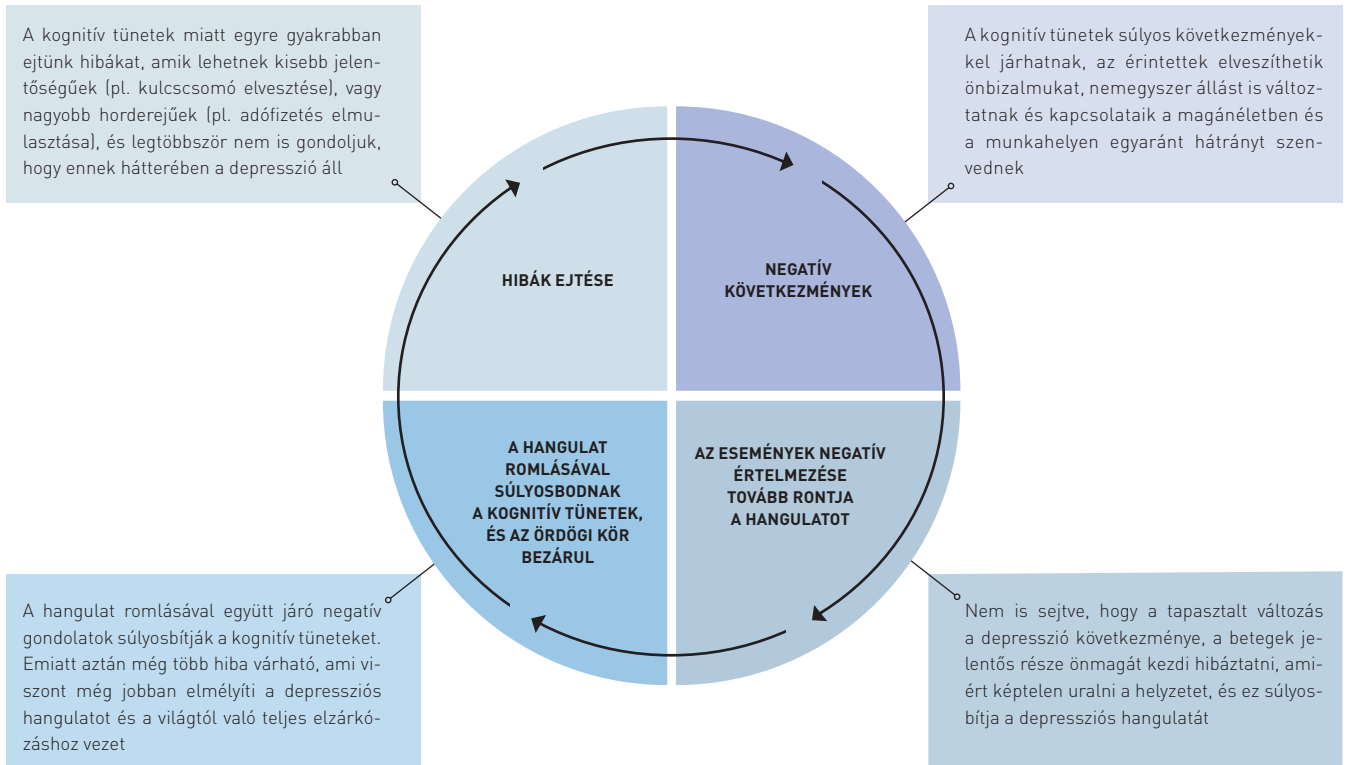 A kognitív tünetek miatt egyre gyakrabban
ejtünk hibákat, amik lehetnek kisebb jelen-
tőségűek (pl. kulcscsomó elvesztése), vagy
nagyobb horderejűek (pl. adófizetés elmu-
lasztása), és legtöbbször nem is gondoljuk,
hogy ennek hátterében a depresszió áll
A kognitív tünetek súlyos következmények-
kel járhatnak, az érintettek elveszíthetik
önbizalmukat, nemegyszer állást is változ-
tatnak és kapcsolataik a magánéletben és
a munkahelyen egyaránt hátrányt szen-
vednek
HIBÁK EJTÉSE
NEGATÍV
KÖVETKEZMÉNYEK
A HANGULAT
ROMLÁSÁVAL
SÚLYOSBODNAK
A KOGNITÍV TÜNETEK,
ÉS AZ ÖRDÖGI KÖR
BEZÁRUL
AZ ESEMÉNYEK NEGATÍV
ÉRTELMEZÉSE
TOVÁBB RONTJA
A HANGULATOT
A hangulat romlásával együtt járó negatív
gondolatok súlyosbítják a kognitív tüneteket.
Emiatt aztán még több hiba várható, ami vi-
szont még jobban elmélyíti a depressziós
hangulatot és a világtól való teljes elzárkó-
záshoz vezet
Nem is sejtve, hogy a tapasztalt változás
a depresszió következménye, a betegek je-
lentős része önmagát kezdi hibáztatni, ami-
ért képtelen uralni a helyzetet, és ez súlyos-
bítja a depressziós hangulatát